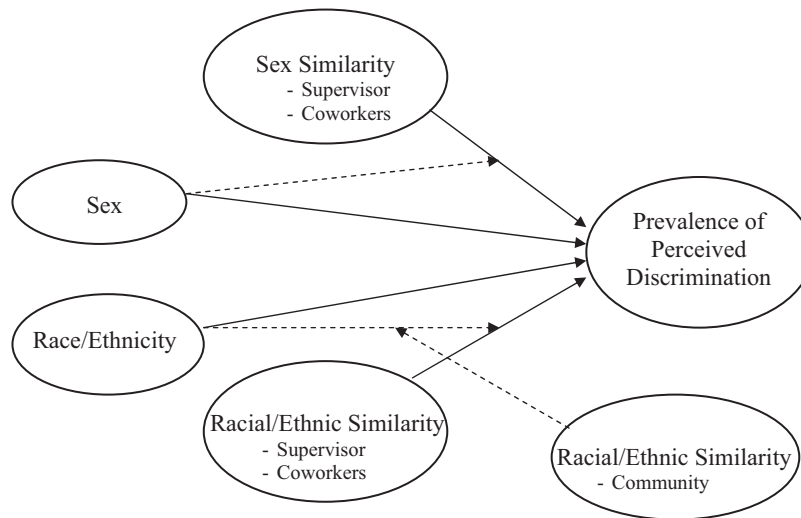 Sex Similarity
- Supervisor
- Coworkers
Sex
Prevalence of
Perceived
Discrimination
Race/Ethnicity
Racial/Ethnic Similarity
- Supervisor
- Coworkers
Racial/Ethnic Similarity
- Community